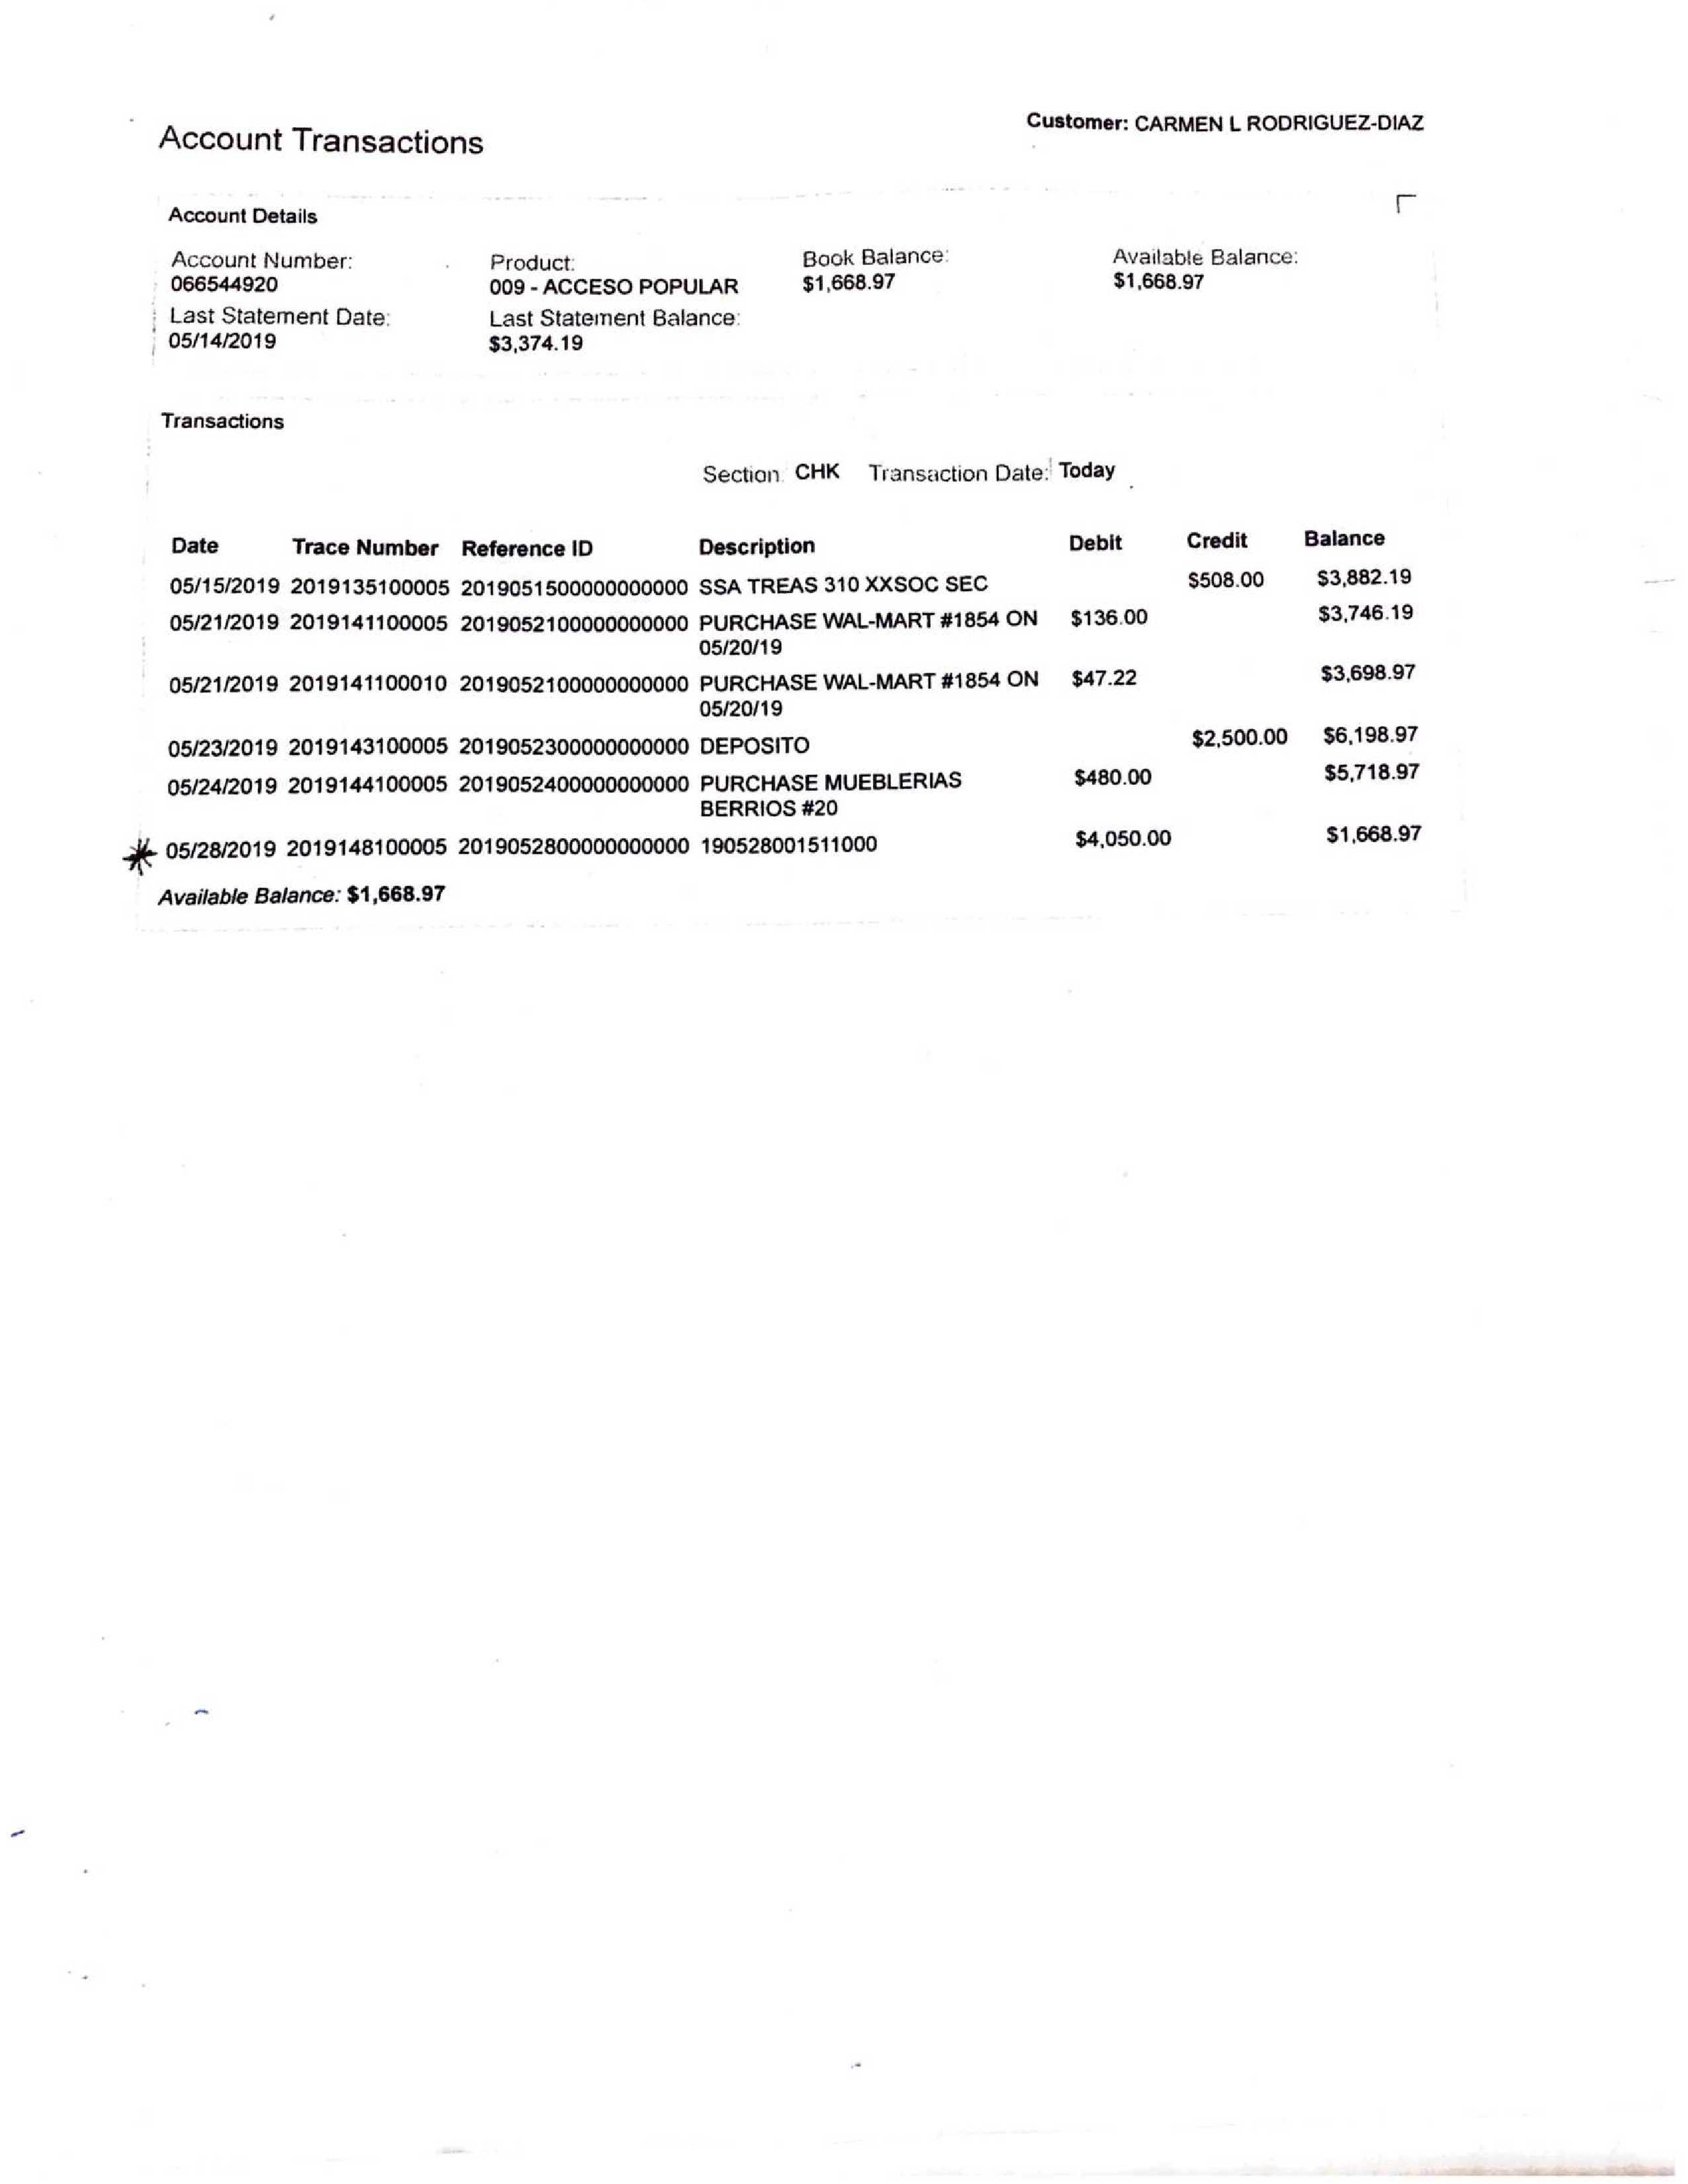 Customer: CARMEN L RODRIGUEZ-DIAZ
Account Transactions
Account Details
Account Number: Product: Book Balance: Available Balance:
066544920 009 - ACCESO POPULAR $1,668.97 $1,668.97
Last Statement Date: Last Statement Balance:
05/14/2019 $3,374.19
Transactions
Section CHK Transaction Date: Today
Date Trace Number Reference ID Description Debit Credit Balance
05/15/2019 2019135100005 2019051500000000000 SSA TREAS 310 XXSOC SEC $508.00 $3,882.19
05/21/2019 2019141100005 2019052100000000000 PURCHASE WAL-MART #1854 ON $136.00 $3,746.19
05/20/19
05/21/2019 2019141100010 2019052100000000000 PURCHASE WAL-MART #1854 ON $47.22 $3,698.97
05/20/19
05/23/2019 2019143100005 2019052300000000000 DEPOSITO $2,500.00 $6,198.97
05/24/2019 2019144100005 2019052400000000000 PURCHASE MUEBLERIAS $480.00 $5,718.97
BERRIOS #20
* 05/28/2019 2019148100005 2019052800000000000 190528001511000 $4,050.00 $1,668.97
Available Balance: $1,668.97